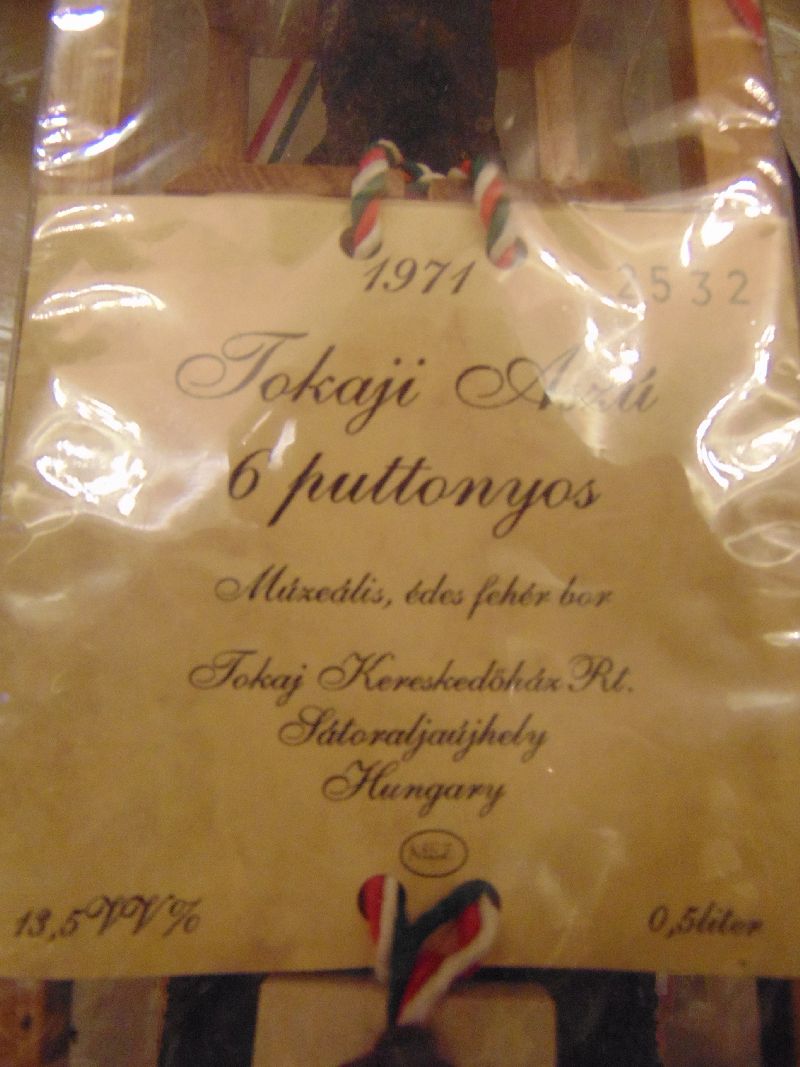 1971
2532
Tokaji Aszú
6 puttonyos
Múzeális, édes fehér bor
Tokaj Kereskedőház Rt.
Sátoraljaújhely
Hungary
13,5 VV%
0,5 liter